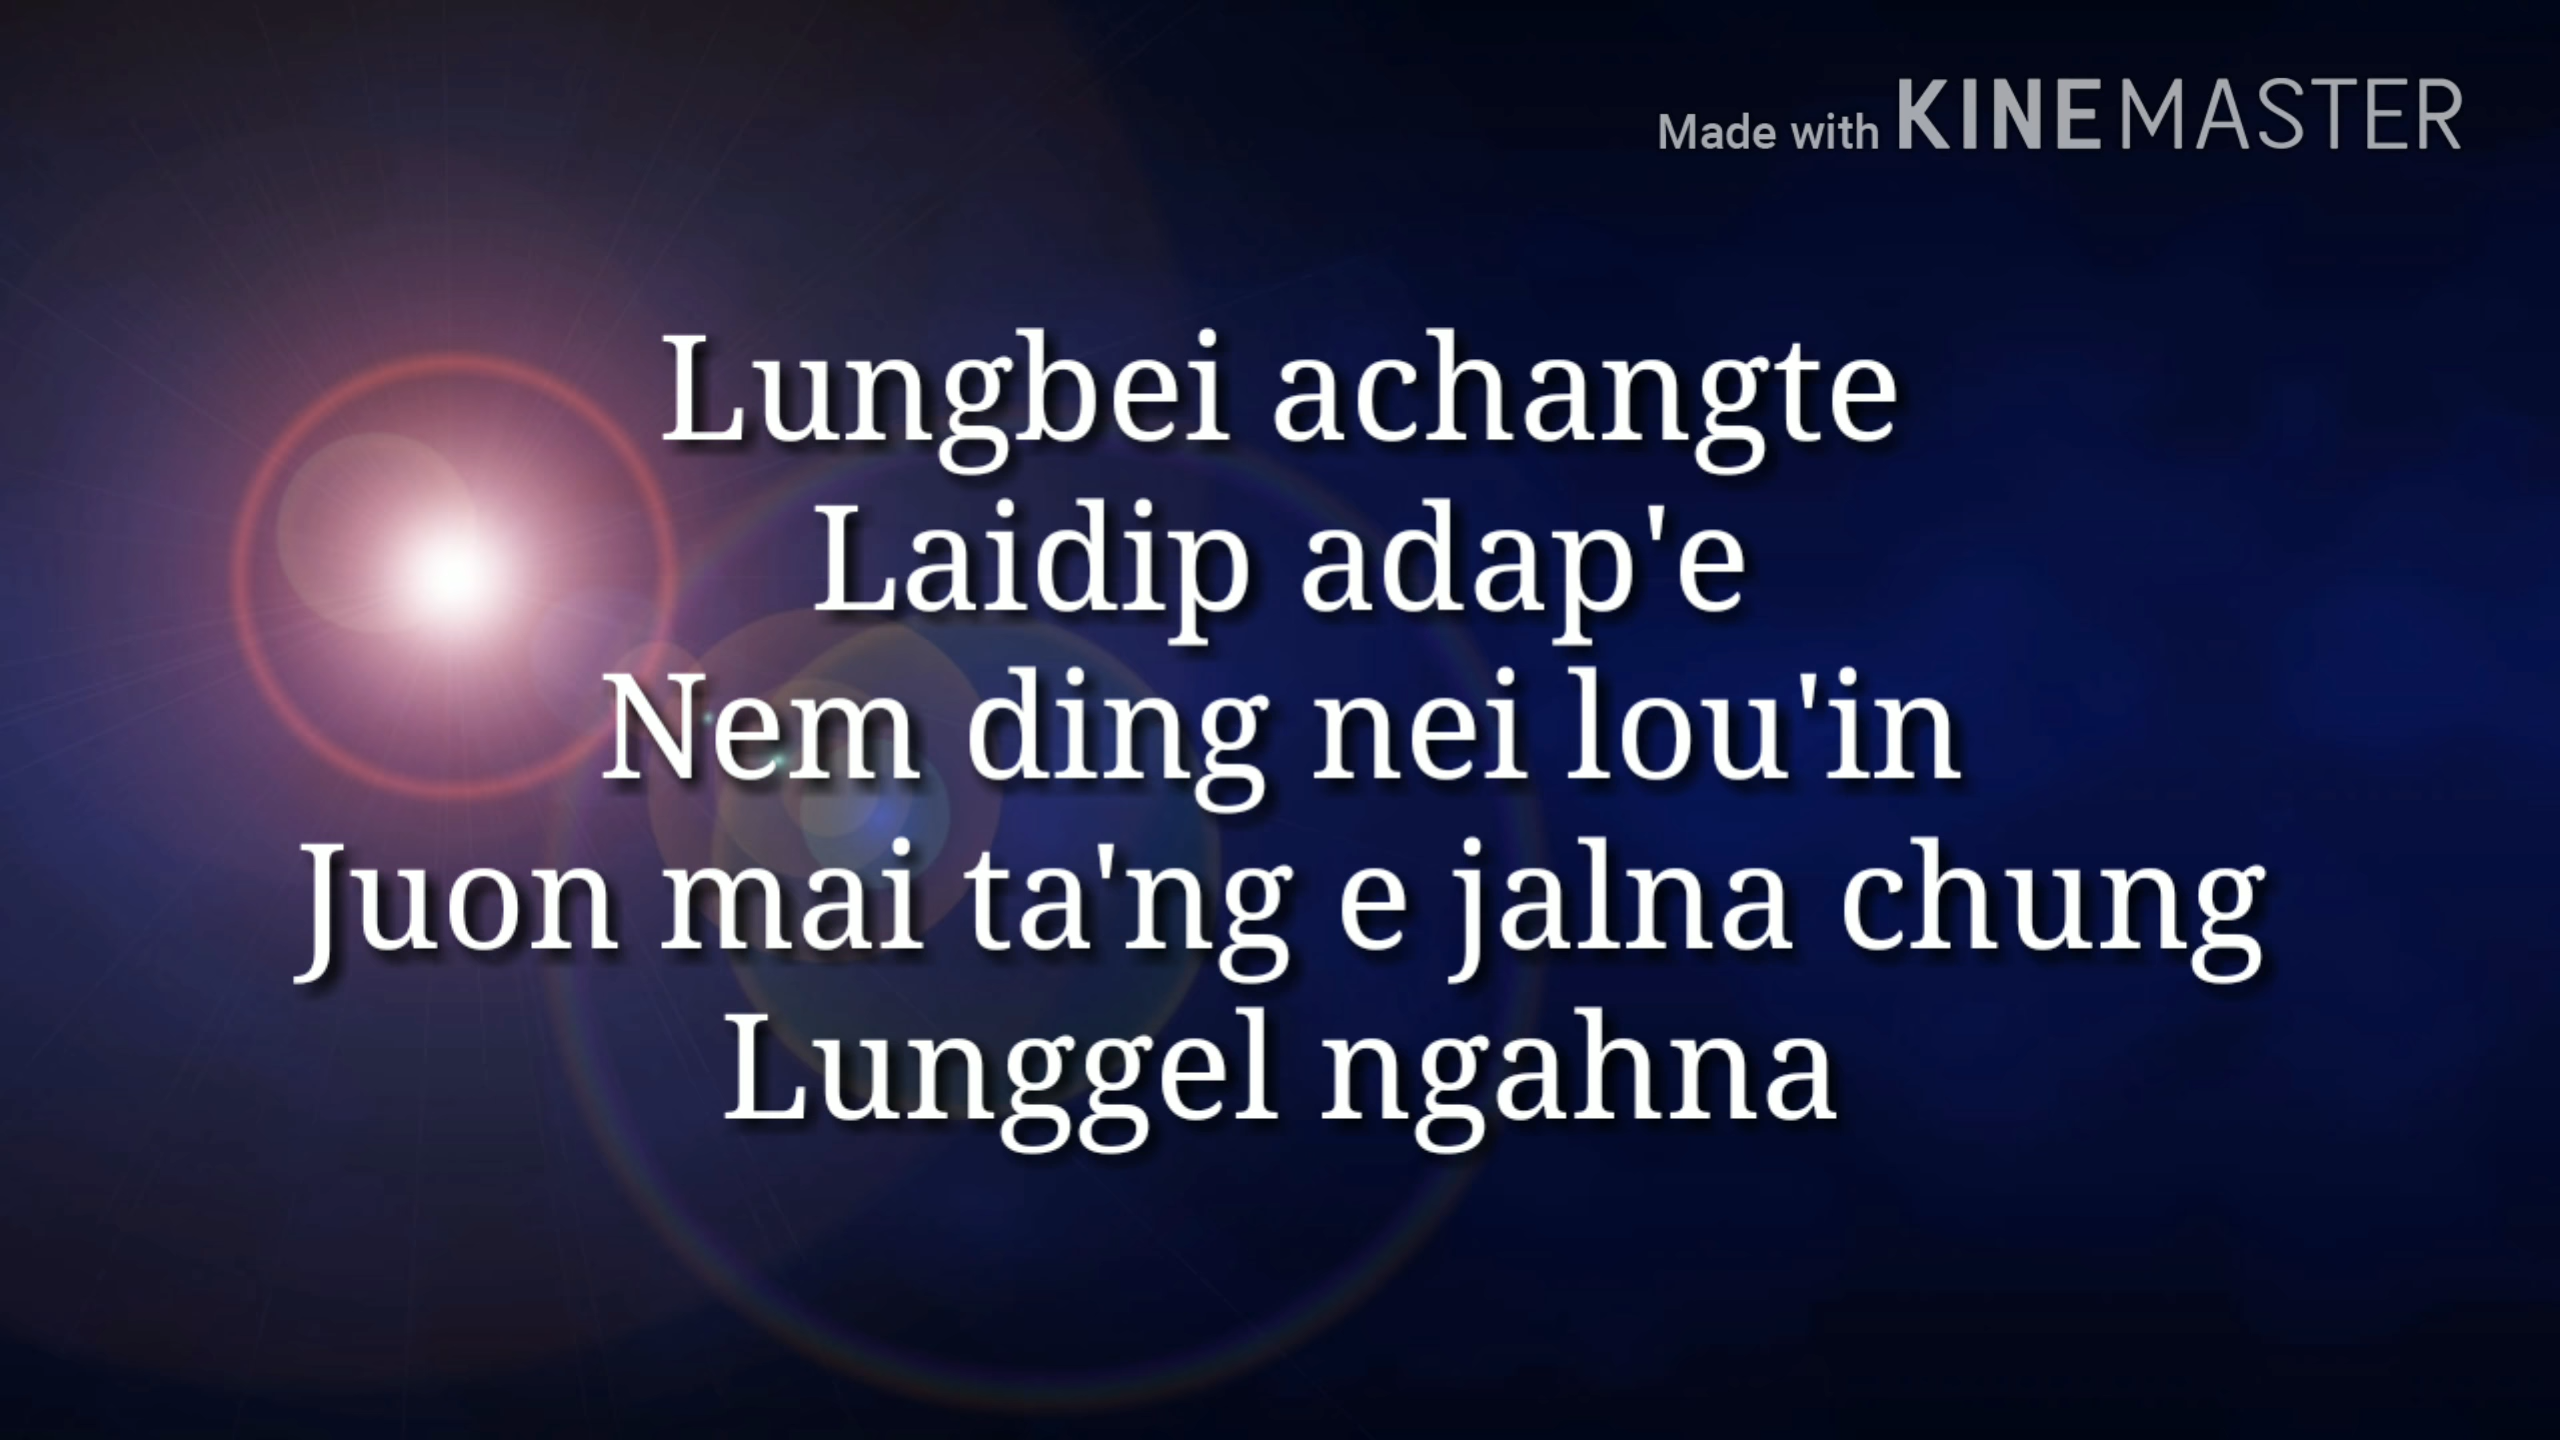 Made with KINEMASTER
Lungbei achangte
Laidip adap'e
Nem ding nei lou'in
Juon mai ta'ng e jalna chung
Lunggel ngahna